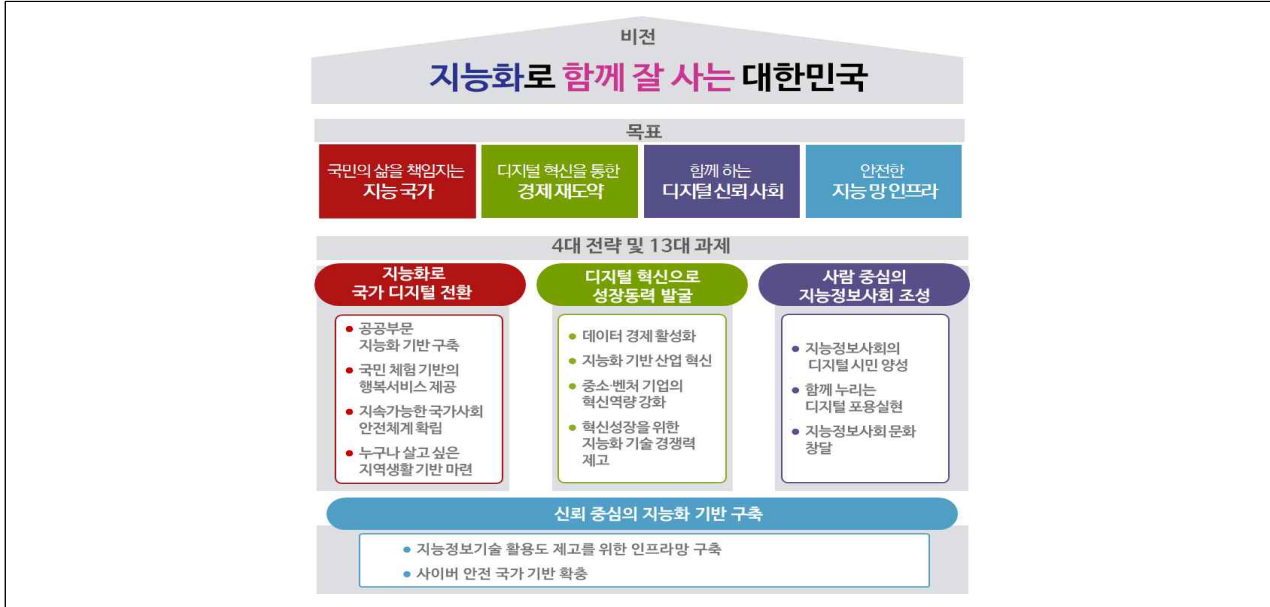 비전
지능화로 함께 잘 사는 대한민국
목표
국민의 삶을 책임지는
지능 국가
디지털 혁신을 통한
경제 재도약
함께 하는
디지털 신뢰 사회
안전한
지능 망 인프라
4대 전략 및 13대 과제
지능화로
국가 디지털 전환
• 공공부문
지능화 기반 구축
• 국민 체험 기반의
행복서비스 제공
• 지속가능한 국가사회
안전체계 확립
• 누구나 살고 싶은
지역생활 기반 마련
디지털 혁신으로
성장동력 발굴
• 데이터 경제 활성화
• 지능화 기반 산업 혁신
• 중소·벤처 기업의
혁신역량 강화
• 혁신성장을 위한
지능화 기술 경쟁력
제고
사람 중심의
지능정보사회 조성
• 지능정보사회의
디지털 시민 양성
• 함께 누리는
디지털 포용실현
• 지능정보사회 문화
창달
신뢰 중심의 지능화 기반 구축
• 지능정보기술 활용도 제고를 위한 인프라망 구축
• 사이버 안전 국가 기반 확충